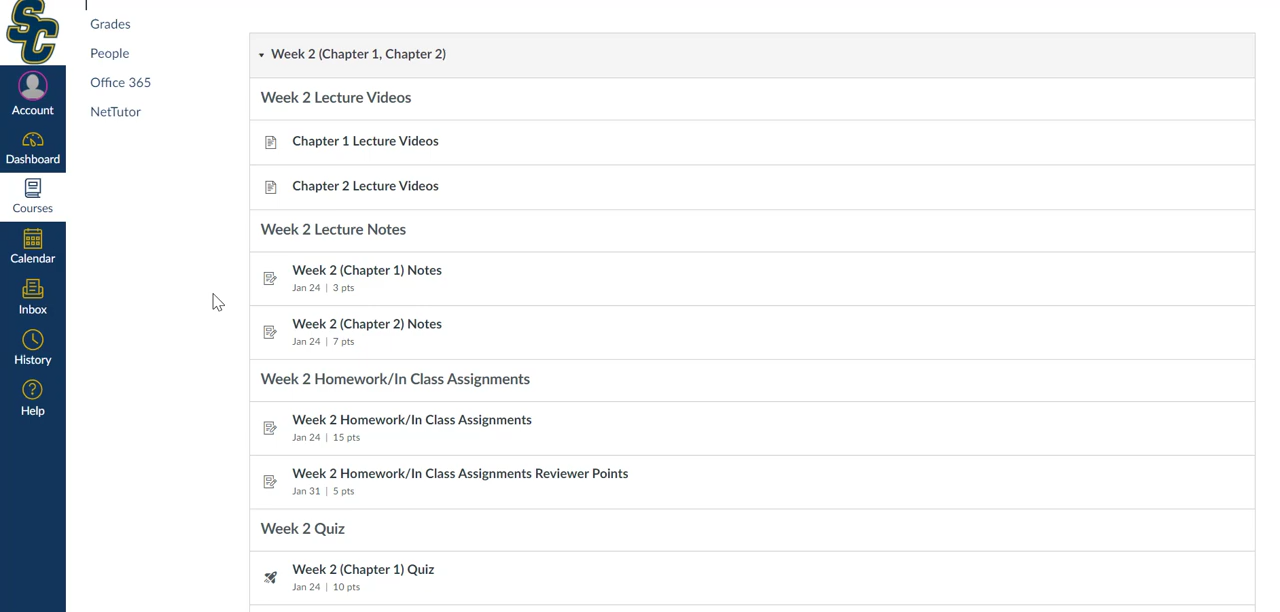 SC
Account
Dashboard
Courses
Calendar
Inbox
History
Help
Grades
People
Office 365
NetTutor
Week 2 (Chapter 1, Chapter 2)
Week 2 Lecture Videos
Chapter 1 Lecture Videos
Chapter 2 Lecture Videos
Week 2 Lecture Notes
Week 2 (Chapter 1) Notes
Jan 24 | 3 pts
Week 2 (Chapter 2) Notes
Jan 24 | 7 pts
Week 2 Homework/In Class Assignments
Week 2 Homework/In Class Assignments
Jan 24 | 15 pts
Week 2 Homework/In Class Assignments Reviewer Points
Jan 31 | 5 pts
Week 2 Quiz
Week 2 (Chapter 1) Quiz
Jan 24 | 10 pts